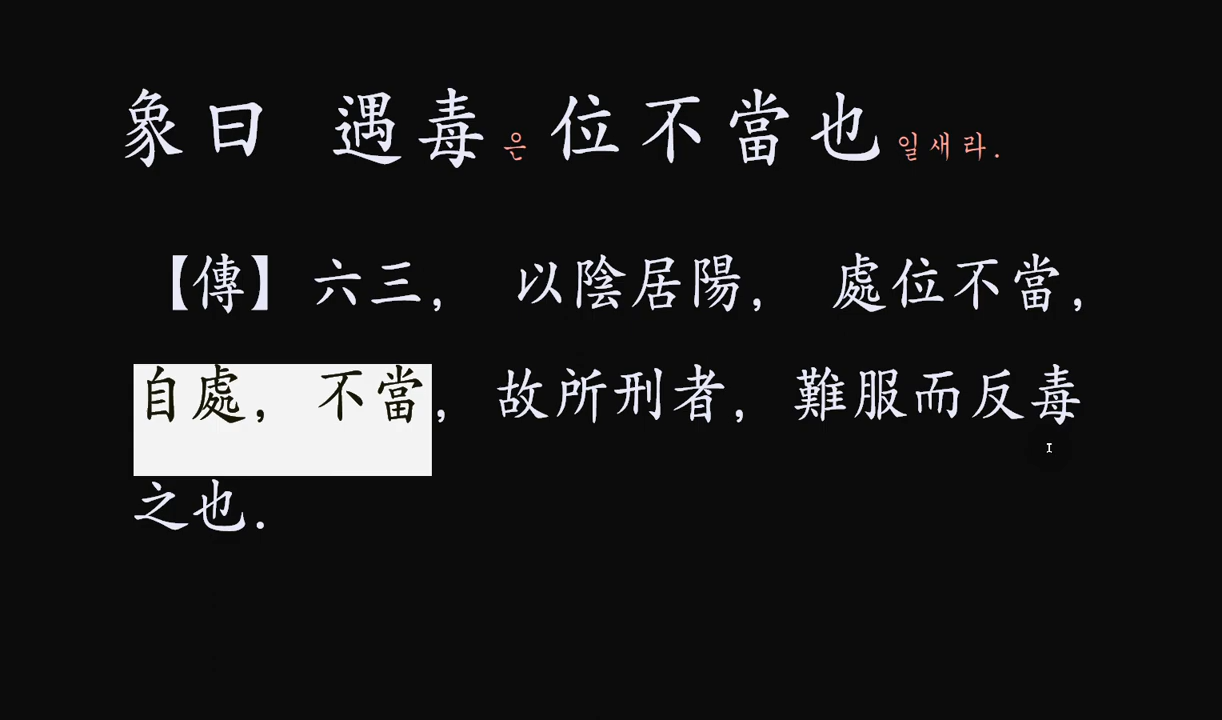 象曰 遇毒은 位不當也일새라.
【傳】 六三, 以陰居陽, 處位不當,
自處, 不當, 故所刑者, 難服而反毒
之也.